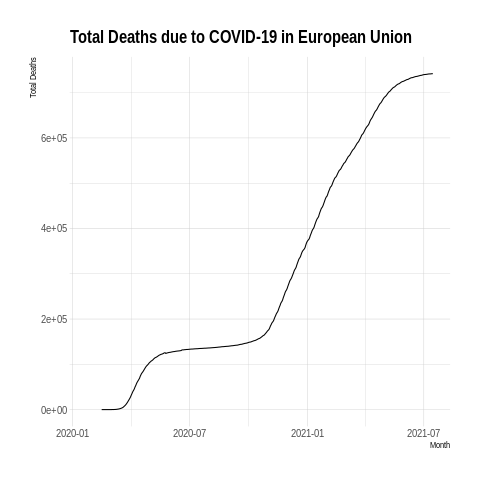 Total Deaths due to COVID-19 in European Union
Total Deaths
6e+05
4e+05
2e+05
0e+00
2020-01 2020-07 2021-01 2021-07
Month